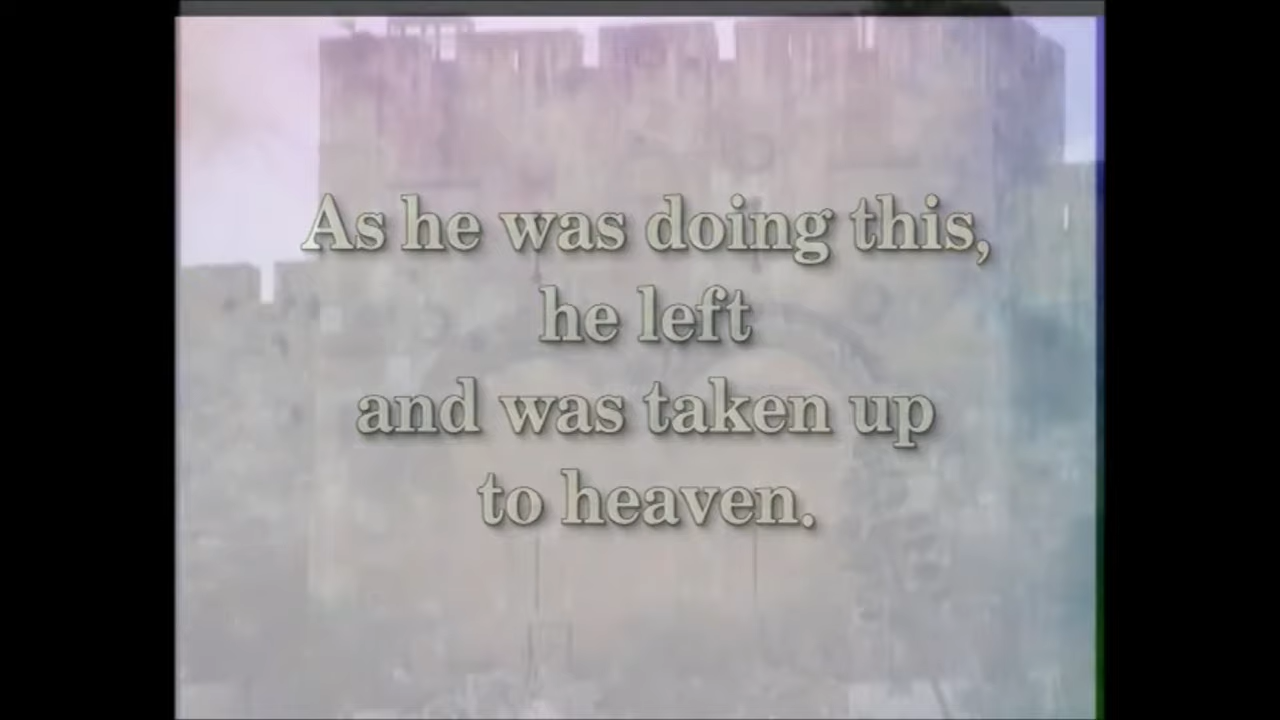 As he was doing this,
he left
and was taken up
to heaven.